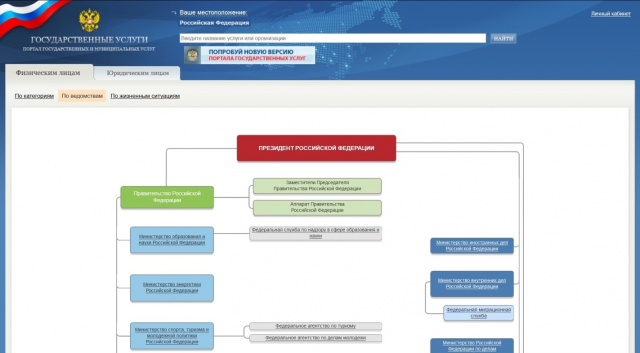 Ваше местоположение:
Российская Федерация
Личный кабинет
ГОСУДАРСТВЕННЫЕ УСЛУГИ
ПОРТАЛ ГОСУДАРСТВЕННЫХ И МУНИЦИПАЛЬНЫХ УСЛУГ
Введите название услуги или организации
НАЙТИ
ПОПРОБУЙ НОВУЮ ВЕРСИЮ
ПОРТАЛА ГОСУДАРСТВЕННЫХ УСЛУГ
Физическим лицам
Юридическим лицам
По категориям
По ведомствам
По жизненным ситуациям
ПРЕЗИДЕНТ РОССИЙСКОЙ ФЕДЕРАЦИИ
Правительство Российской
Федерации
Заместители Председателя
Правительства Российской Федерации
Аппарат Правительства
Российской Федерации
Министерство образования и
науки Российской Федерации
Федеральная служба по надзору в сфере образования и
науки
Министерство иностранных дел
Российской Федерации
Министерство энергетики
Российской Федерации
Министерство внутренних дел
Российской Федерации
Федеральная миграционная
служба
Министерство спорта, туризма и
молодежной политики
Российской Федерации
Федеральное агентство по туризму
Федеральное агентство по делам молодежи
Министерство Российской
Федерации по делам